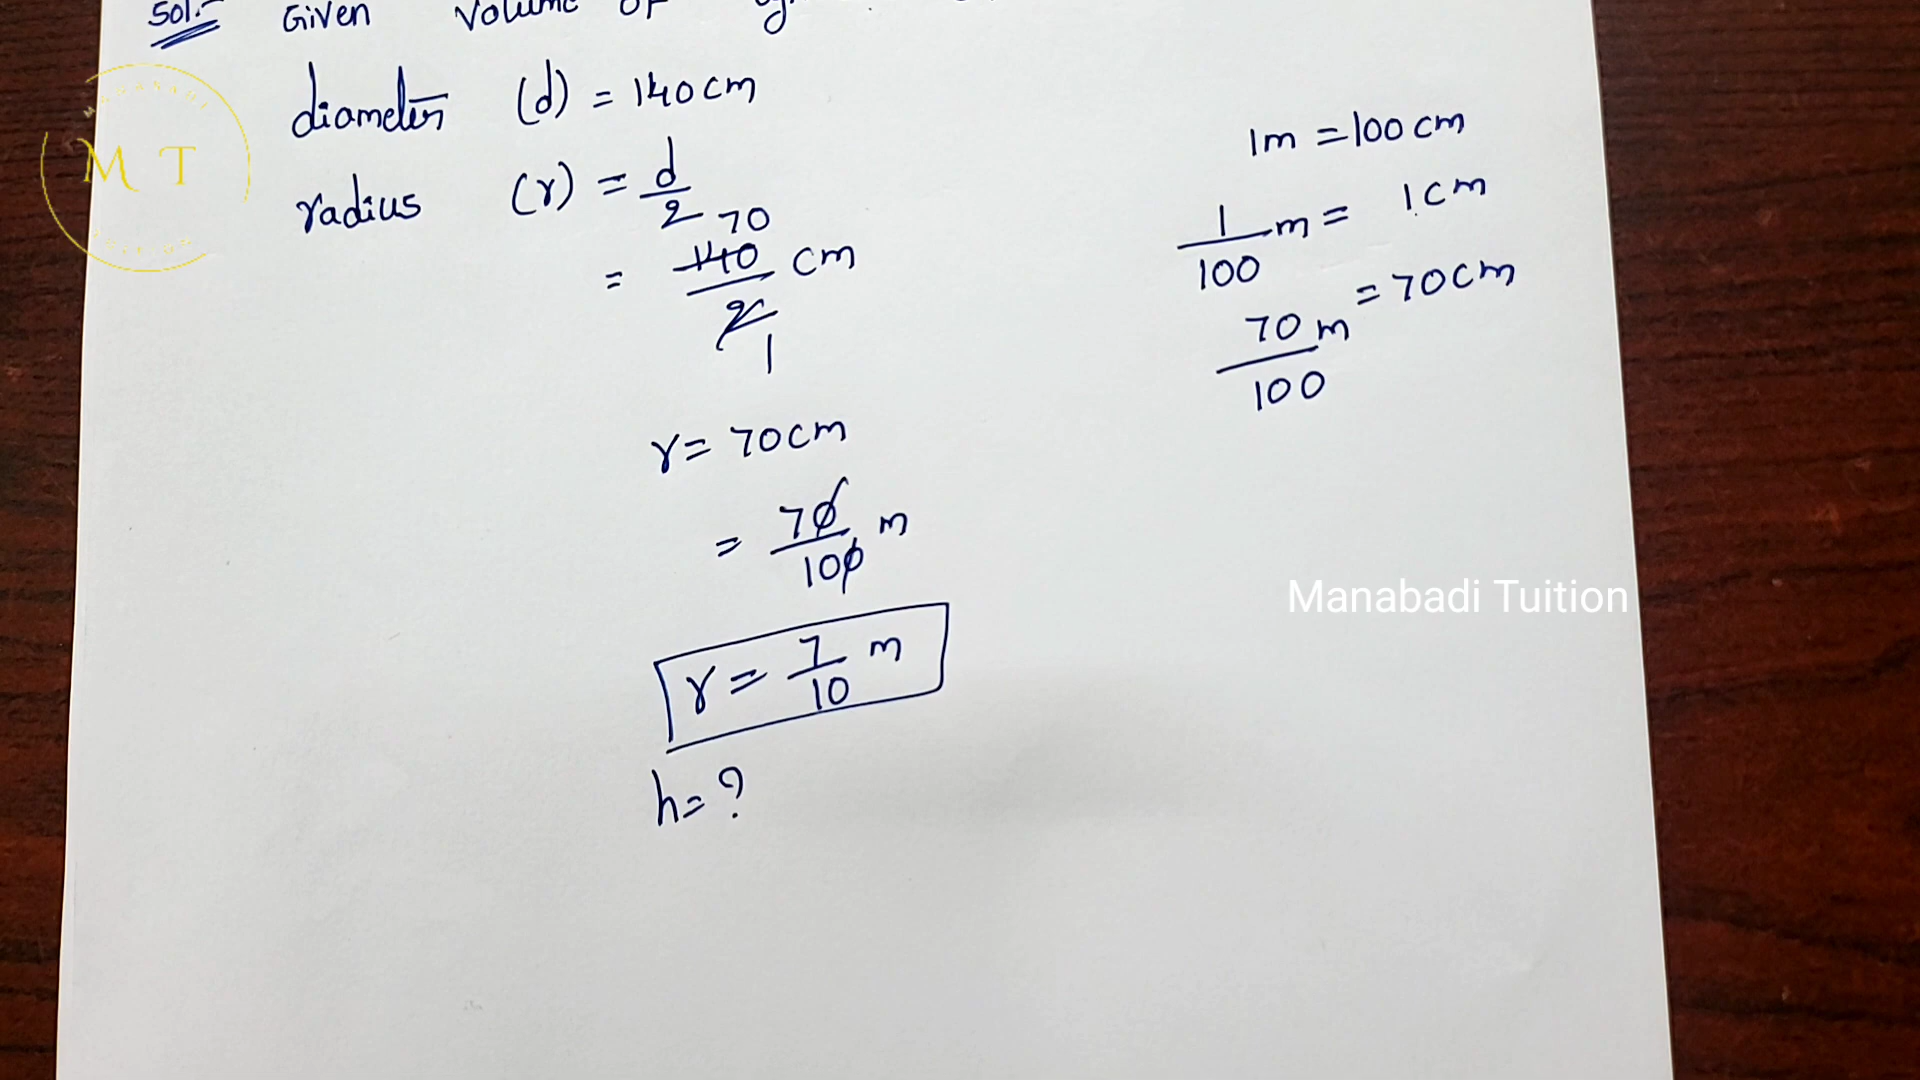 Sol:- Given Volume of
diameter (d) = 140 cm
radius (r) = d/2
= 140/2 cm
70
1
r = 70 cm
= 70/100 m
r = 7/10 m
h = ?
1m = 100 cm
1/100 m = 1 cm
70/100 m = 70 cm
M T
Manabadi Tuition